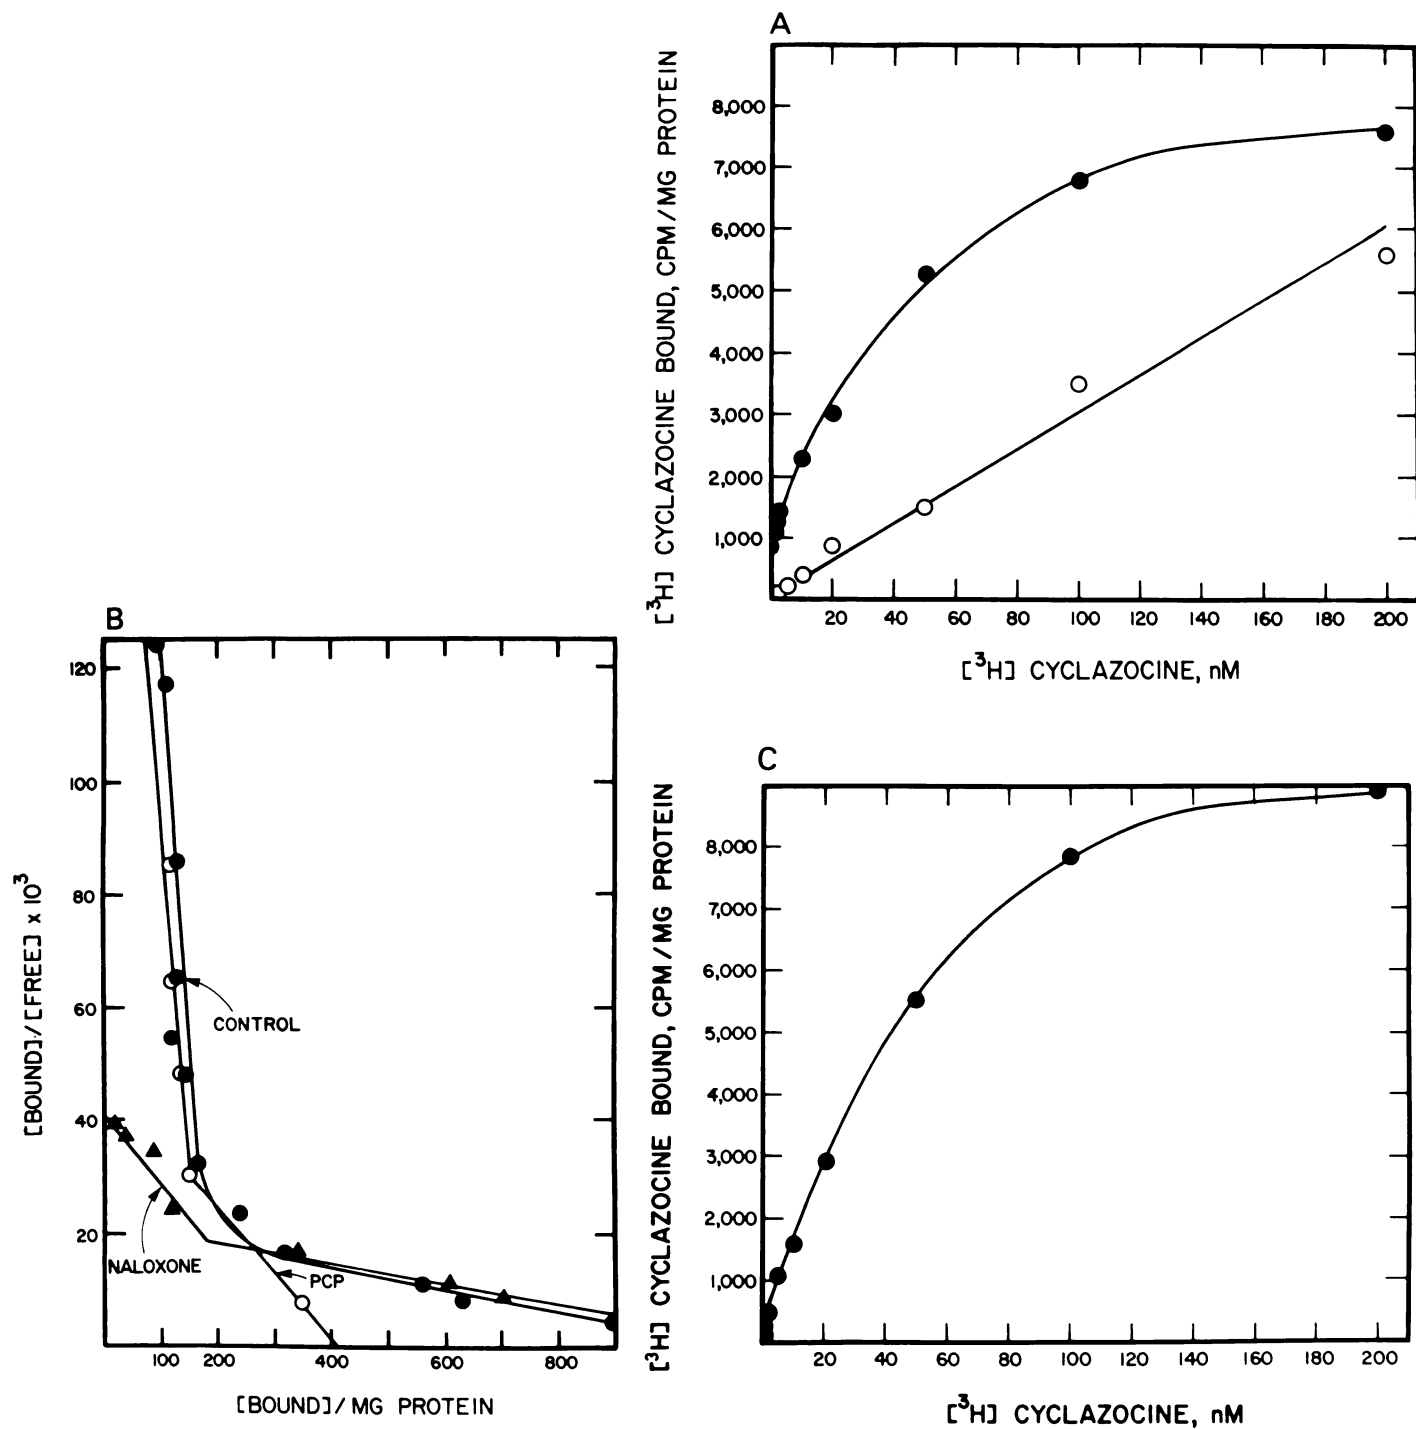 A
[³H] CYCLAZOCINE BOUND, CPM/MG PROTEIN
8,000
7,000
6,000
5,000
4,000
3,000
2,000
1,000
20 40 60 80 100 120 140 160 180 200
[³H] CYCLAZOCINE, nM
B
[BOUND]/[FREE] x 10³
120
100
80
60
40
20
CONTROL
NALOXONE
PCP
100 200 400 600 800
[BOUND]/MG PROTEIN
C
[³H] CYCLAZOCINE BOUND, CPM/MG PROTEIN
8,000
7,000
6,000
5,000
4,000
3,000
2,000
1,000
20 40 60 80 100 120 140 160 180 200
[³H] CYCLAZOCINE, nM